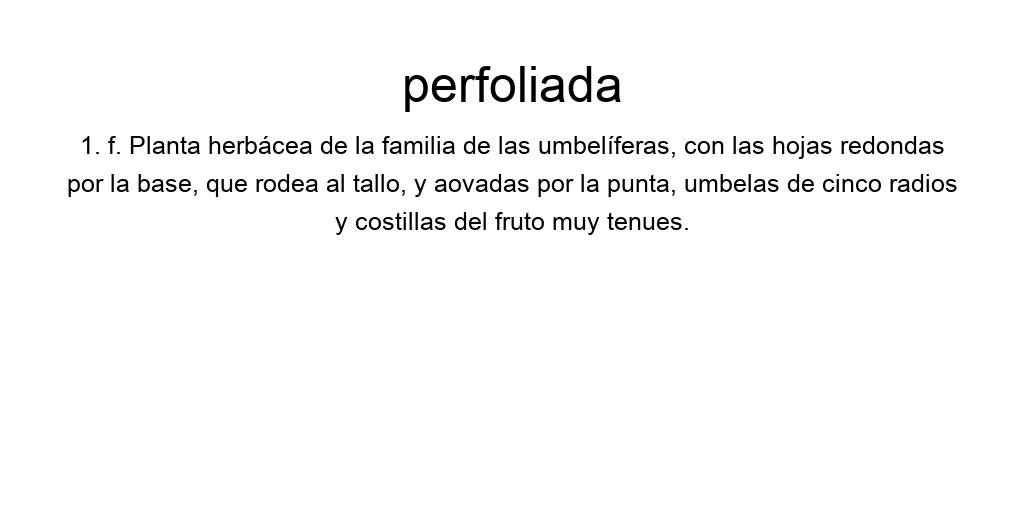 perfoliada
1. f. Planta herbácea de la familia de las umbelíferas, con las hojas redondas
por la base, que rodea al tallo, y aovadas por la punta, umbelas de cinco radios
y costillas del fruto muy tenues.